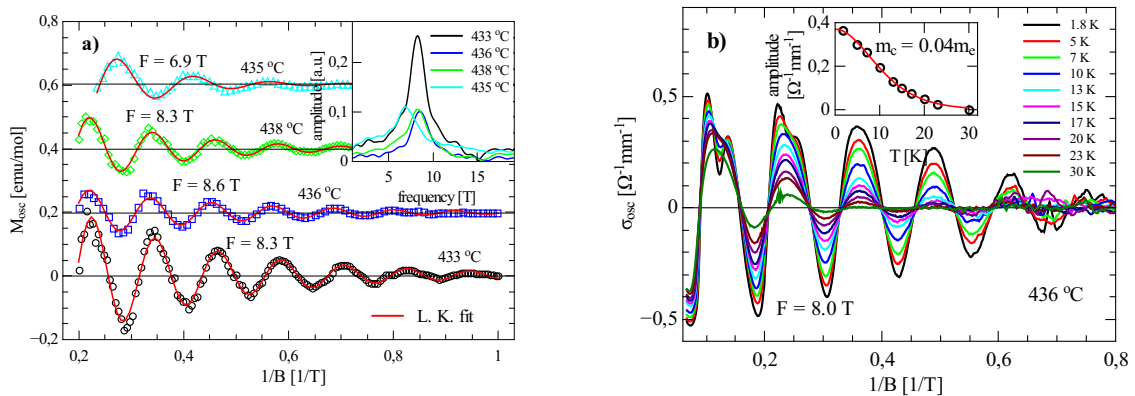 a)
M_osc [emu/mol]
0,8
0,6
0,4
0,2
0
−0,2
F = 6.9 T
435 °C
F = 8.3 T
438 °C
F = 8.6 T
436 °C
F = 8.3 T
433 °C
L. K. fit
0,2 0,4 0,6 0,8 1
1/B [1/T]
amplitude [a.u.]
0,2
0,1
0
433 °C
436 °C
438 °C
435 °C
5 10 15
frequency [T]
b)
σ_osc [Ω⁻¹mm⁻¹]
0,5
0
−0,5
amplitude
[Ω⁻¹mm⁻¹]
0,4
0,2
0,0
m_c = 0.04m_e
0 10 20 30
T [K]
1.8 K
5 K
7 K
10 K
13 K
15 K
17 K
20 K
23 K
30 K
F = 8.0 T
436 °C
0,2 0,4 0,6 0,8
1/B [1/T]